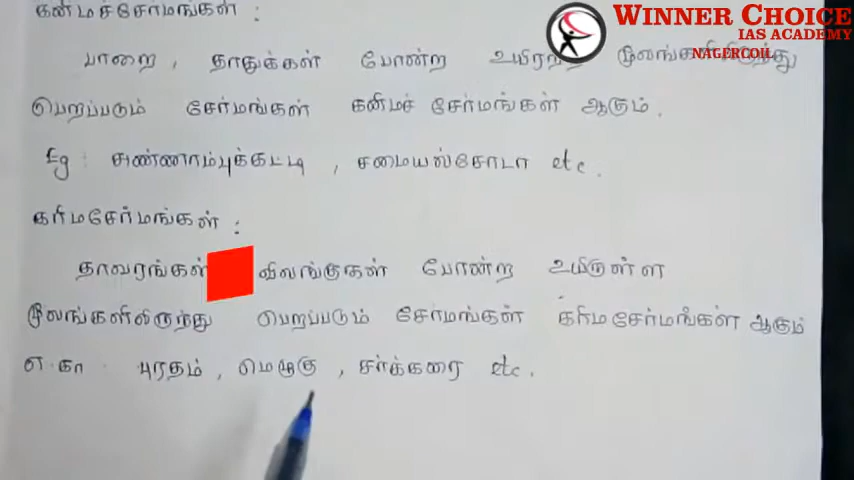 கனிமச்சேர்மங்கள் :
WINNER CHOICE
IAS ACADEMY
NAGERCOIL
பாறை , தாதுக்கள் போன்ற உயிரற்ற மூலங்களிலிருந்து
பெறப்படும் சேர்மங்கள் கனிமச் சேர்மங்கள் ஆகும்.
Eg : சுண்ணாம்புக்கட்டி , சமையல்சோடா etc.
கரிமசேர்மங்கள் :
தாவரங்கள் விலங்குகள் போன்ற உயிருள்ள
மூலங்களிலிருந்து பெறப்படும் சேர்மங்கள் கரிமசேர்மங்கள் ஆகும்
எ.கா : புரதம் , மெழுகு , சர்க்கரை etc.